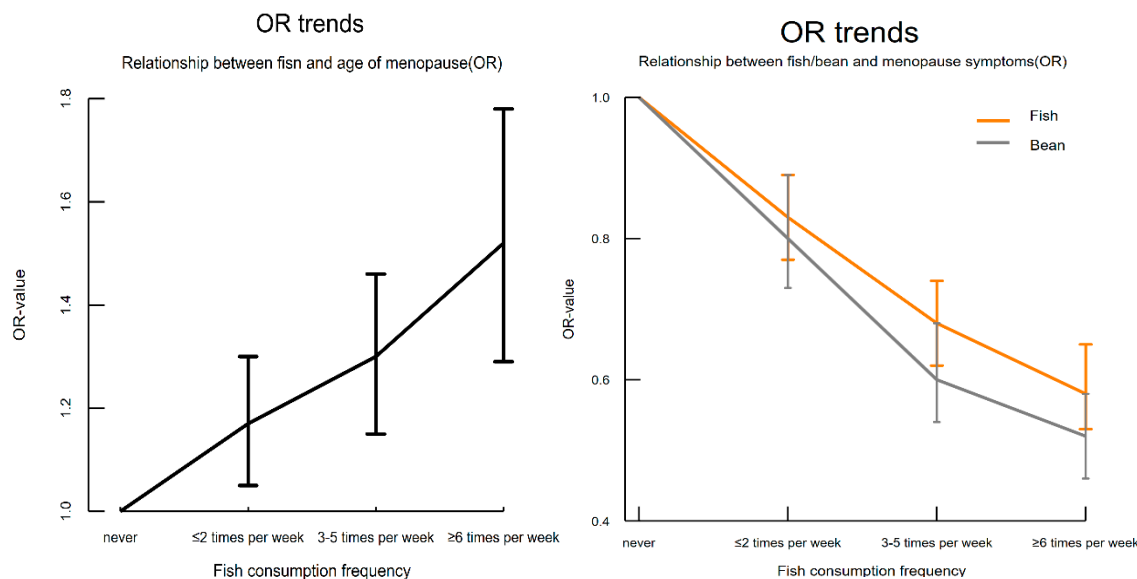 OR trends
Relationship between fisn and age of menopause(OR)
1.8
1.6
1.4
1.2
1.0
OR-value
never
≤2 times per week
3-5 times per week
≥6 times per week
Fish consumption frequency
OR trends
Relationship between fish/bean and menopause symptoms(OR)
Fish
Bean
1.0
0.8
0.6
0.4
OR-value
never
≤2 times per week
3-5 times per week
≥6 times per week
Fish consumption frequency